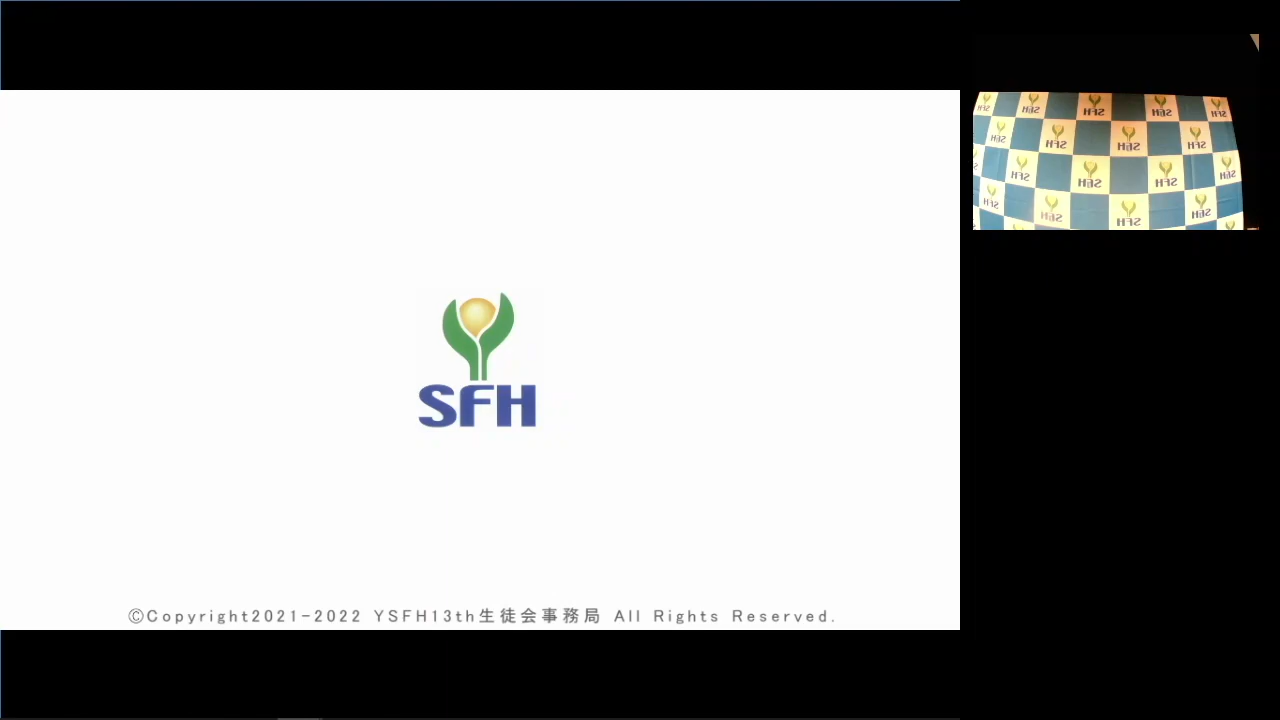 SFH
©Copyright2021-2022 YSFH13th生徒会事務局 All Rights Reserved.